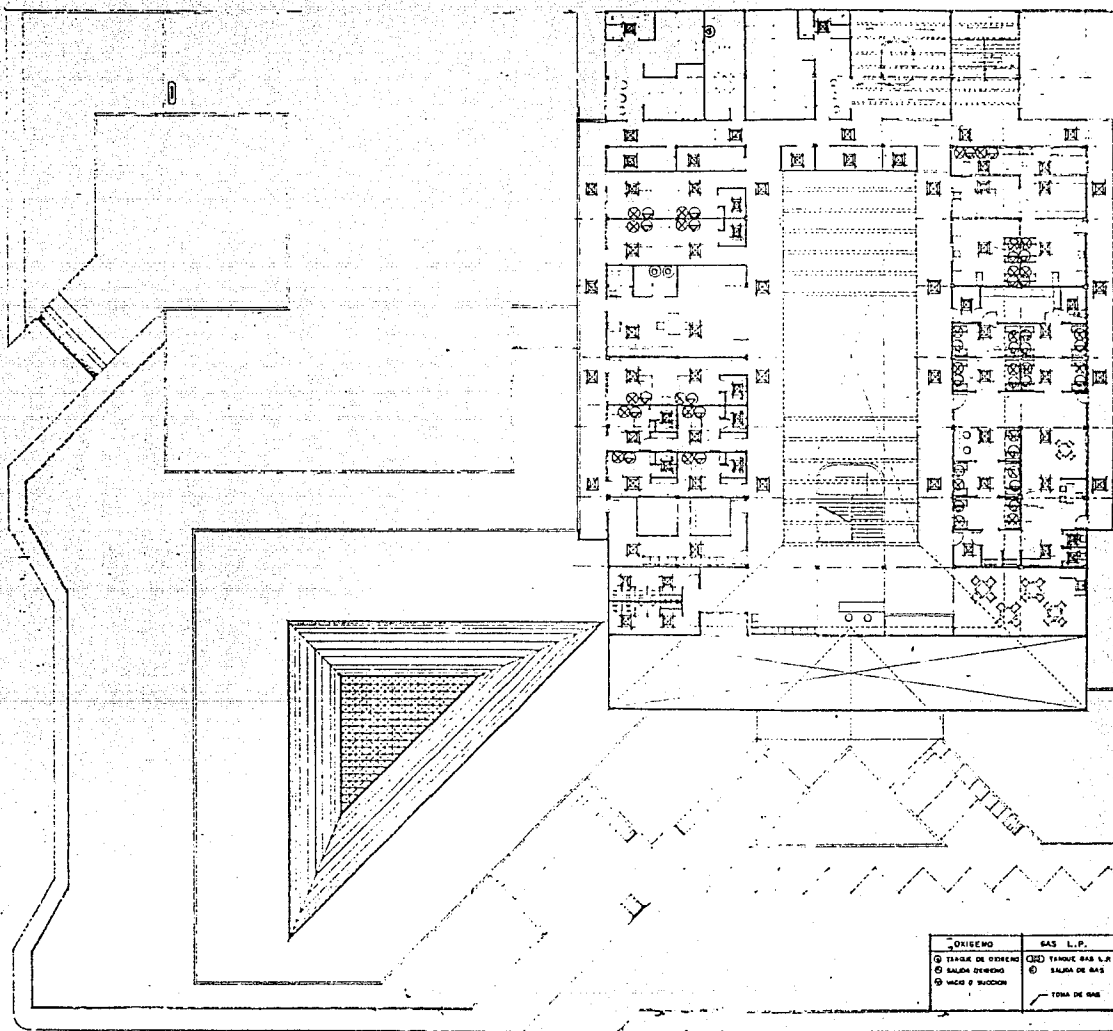 OXIGENO
GAS L.P.
TANQUE DE OXIGENO
TANQUE GAS L.P.
SALIDA OXIGENO
SALIDA DE GAS
VACIO O SUCCION
TOMA DE GAS